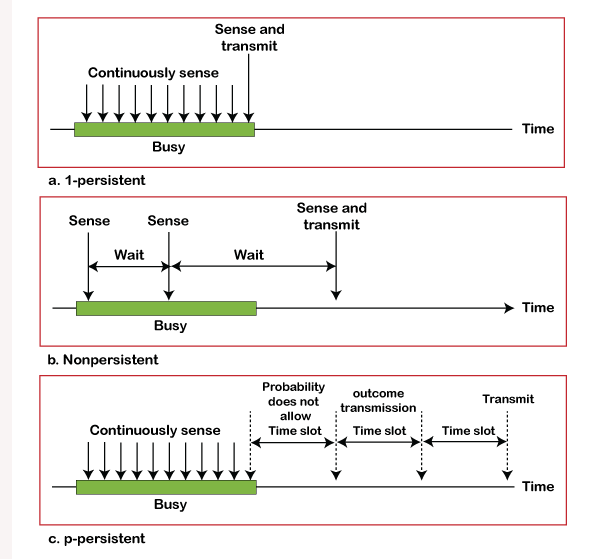 Sense and
transmit
Continuously sense
Time
Busy
a. 1-persistent
Sense
Sense
Sense and
transmit
Wait
Wait
Time
Busy
b. Nonpersistent
Probability
does not
allow
outcome
transmission
Transmit
Continuously sense
Time slot
Time slot
Time slot
Time
Busy
c. p-persistent